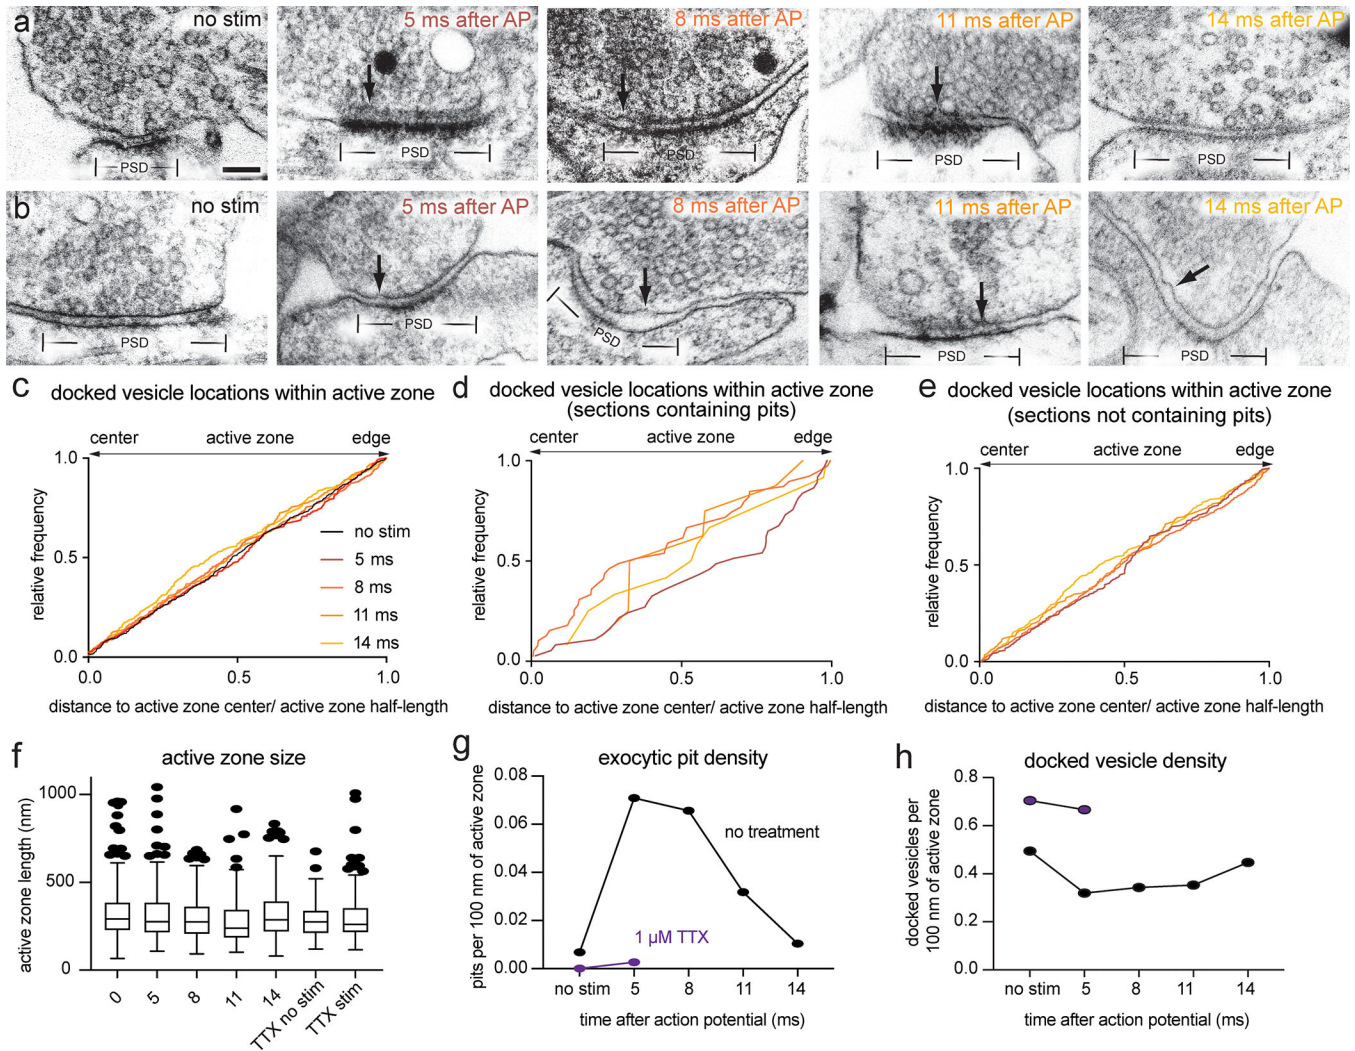 a
no stim
5 ms after AP
8 ms after AP
11 ms after AP
14 ms after AP
PSD
PSD
PSD
PSD
PSD
b
no stim
5 ms after AP
8 ms after AP
11 ms after AP
14 ms after AP
PSD
PSD
PSD
PSD
PSD
c
docked vesicle locations within active zone
center
active zone
edge
relative frequency
1.0
0.5
0.0
no stim
5 ms
8 ms
11 ms
14 ms
0.0
0.5
1.0
distance to active zone center/ active zone half-length
d
docked vesicle locations within active zone
(sections containing pits)
center
active zone
edge
relative frequency
1.0
0.5
0.0
0.0
0.5
1.0
distance to active zone center/ active zone half-length
e
docked vesicle locations within active zone
(sections not containing pits)
center
active zone
edge
relative frequency
1.0
0.5
0.0
0.0
0.5
1.0
distance to active zone center/ active zone half-length
f
active zone size
active zone length (nm)
1000
500
0
0
5
8
11
14
TTX no stim
TTX stim
g
exocytic pit density
pits per 100 nm of active zone
0.08
0.06
0.04
0.02
0.00
no treatment
1 µM TTX
no stim
5
8
11
14
time after action potential (ms)
h
docked vesicle density
docked vesicles per
100 nm of active zone
0.8
0.6
0.4
0.2
0.0
no stim
5
8
11
14
time after action potential (ms)